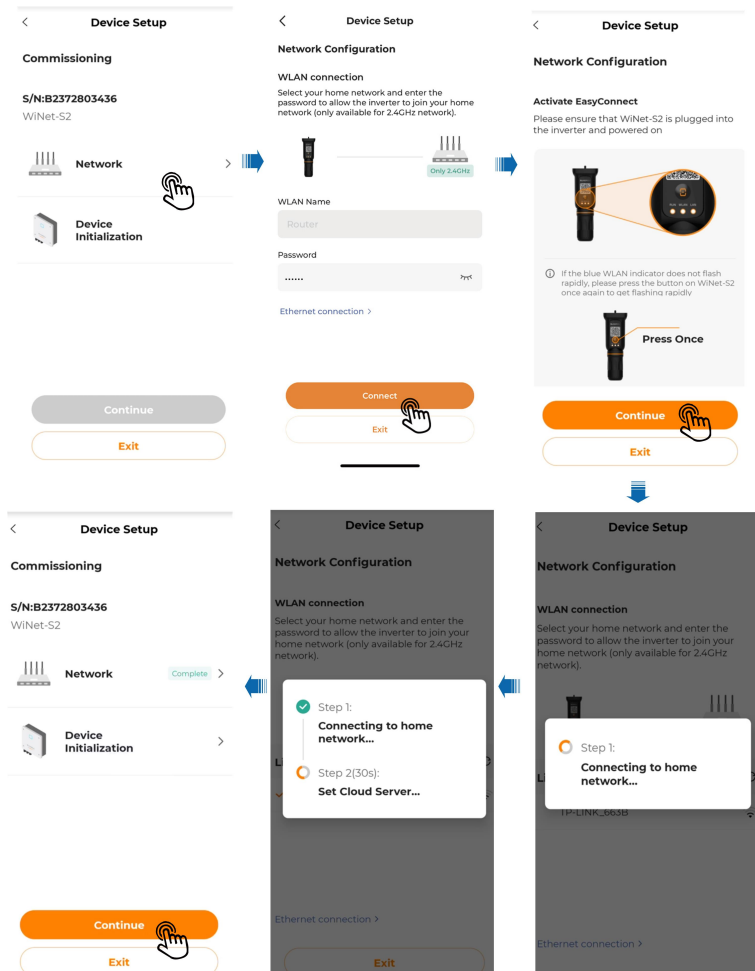 Device Setup
Commissioning
S/N:B2372803436
WiNet-S2
Network
Device
Initialization
Continue
Exit
Device Setup
Network Configuration
WLAN connection
Select your home network and enter the
password to allow the inverter to join your home
network (only available for 2.4GHz network).
Only 2.4GHz
WLAN Name
Router
Password
Ethernet connection >
Connect
Exit
Device Setup
Network Configuration
Activate EasyConnect
Please ensure that WiNet-S2 is plugged into
the inverter and powered on
RUN WLAN LAN
If the blue WLAN indicator does not flash
rapidly, please press the button on WiNet-S2
once again to get flashing rapidly
Press Once
Continue
Exit
Device Setup
Network Configuration
WLAN connection
Select your home network and enter the
password to allow the inverter to join your
home network (only available for 2.4GHz
network).
Step 1:
Connecting to home
network...
TP-LINK_663B
Ethernet connection >
Device Setup
Network Configuration
WLAN connection
Select your home network and enter the
password to allow the inverter to join your
home network (only available for 2.4GHz
network).
Step 1:
Connecting to home
network...
Step 2(30s):
Set Cloud Server...
Ethernet connection >
Exit
Device Setup
Commissioning
S/N:B2372803436
WiNet-S2
Network
Complete
Device
Initialization
Continue
Exit